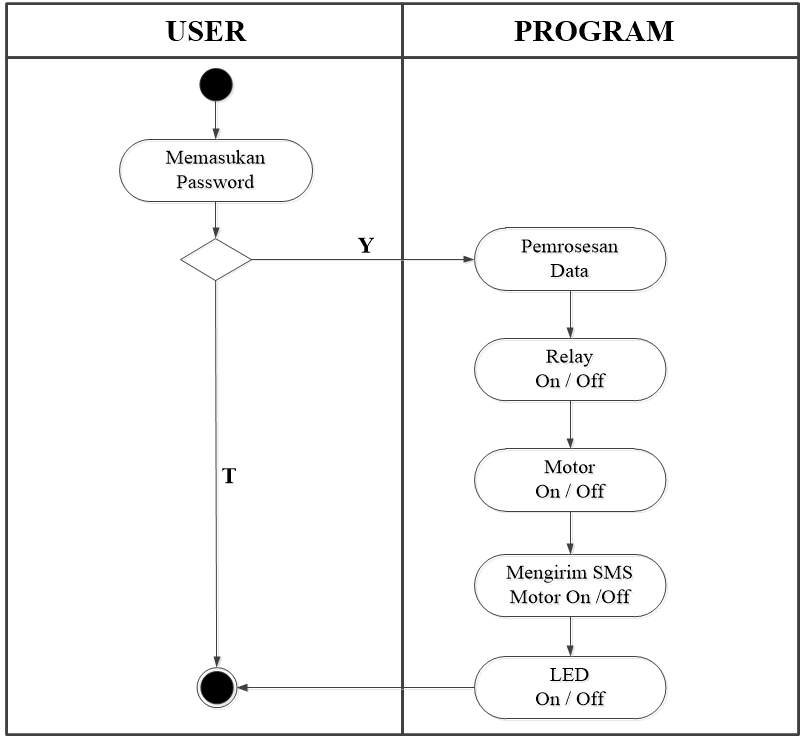 USER
PROGRAM
Memasukan
Password
Y
Pemrosesan
Data
Relay
On / Off
T
Motor
On / Off
Mengirim SMS
Motor On /Off
LED
On / Off